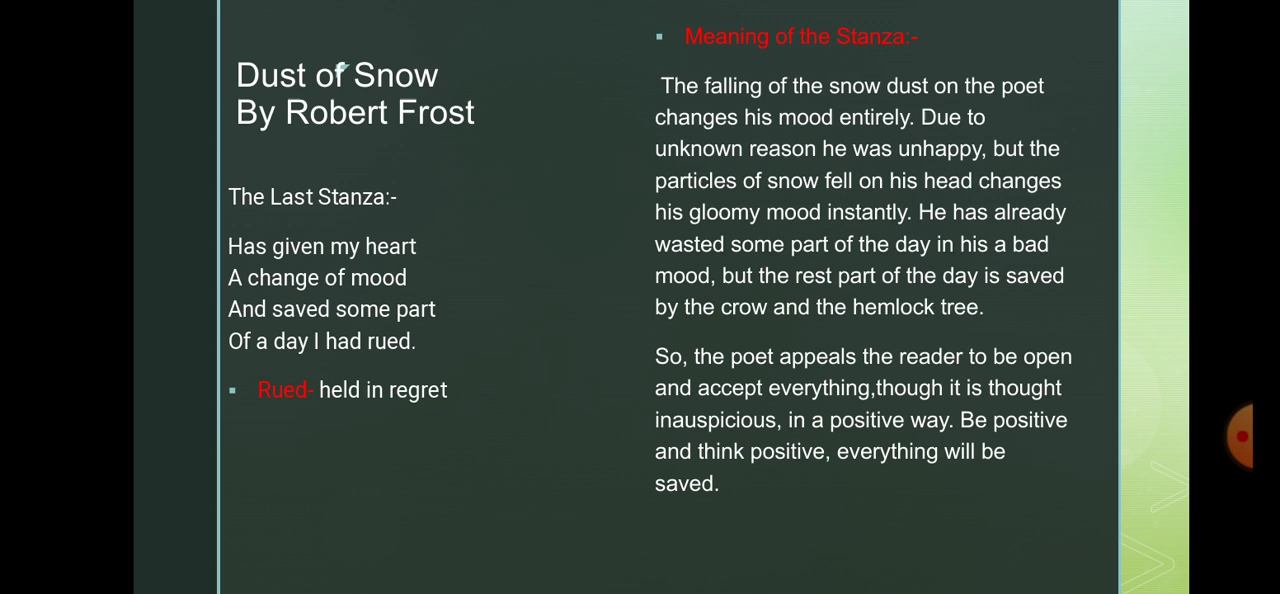 Dust of Snow
By Robert Frost
The Last Stanza:-
Has given my heart
A change of mood
And saved some part
Of a day I had rued.
Rued- held in regret
Meaning of the Stanza:-
The falling of the snow dust on the poet
changes his mood entirely. Due to
unknown reason he was unhappy, but the
particles of snow fell on his head changes
his gloomy mood instantly. He has already
wasted some part of the day in his a bad
mood, but the rest part of the day is saved
by the crow and the hemlock tree.
So, the poet appeals the reader to be open
and accept everything,though it is thought
inauspicious, in a positive way. Be positive
and think positive, everything will be
saved.